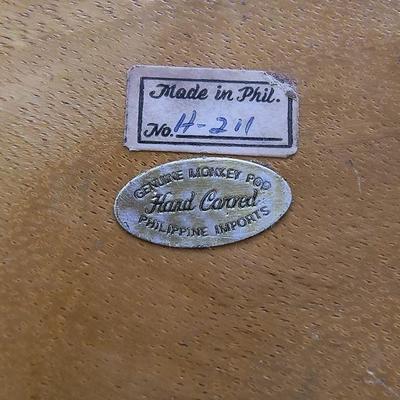 Made in Phil.
No. H-211
GENUINE MONKEY POD
Hand Carved
PHILIPPINE IMPORTS